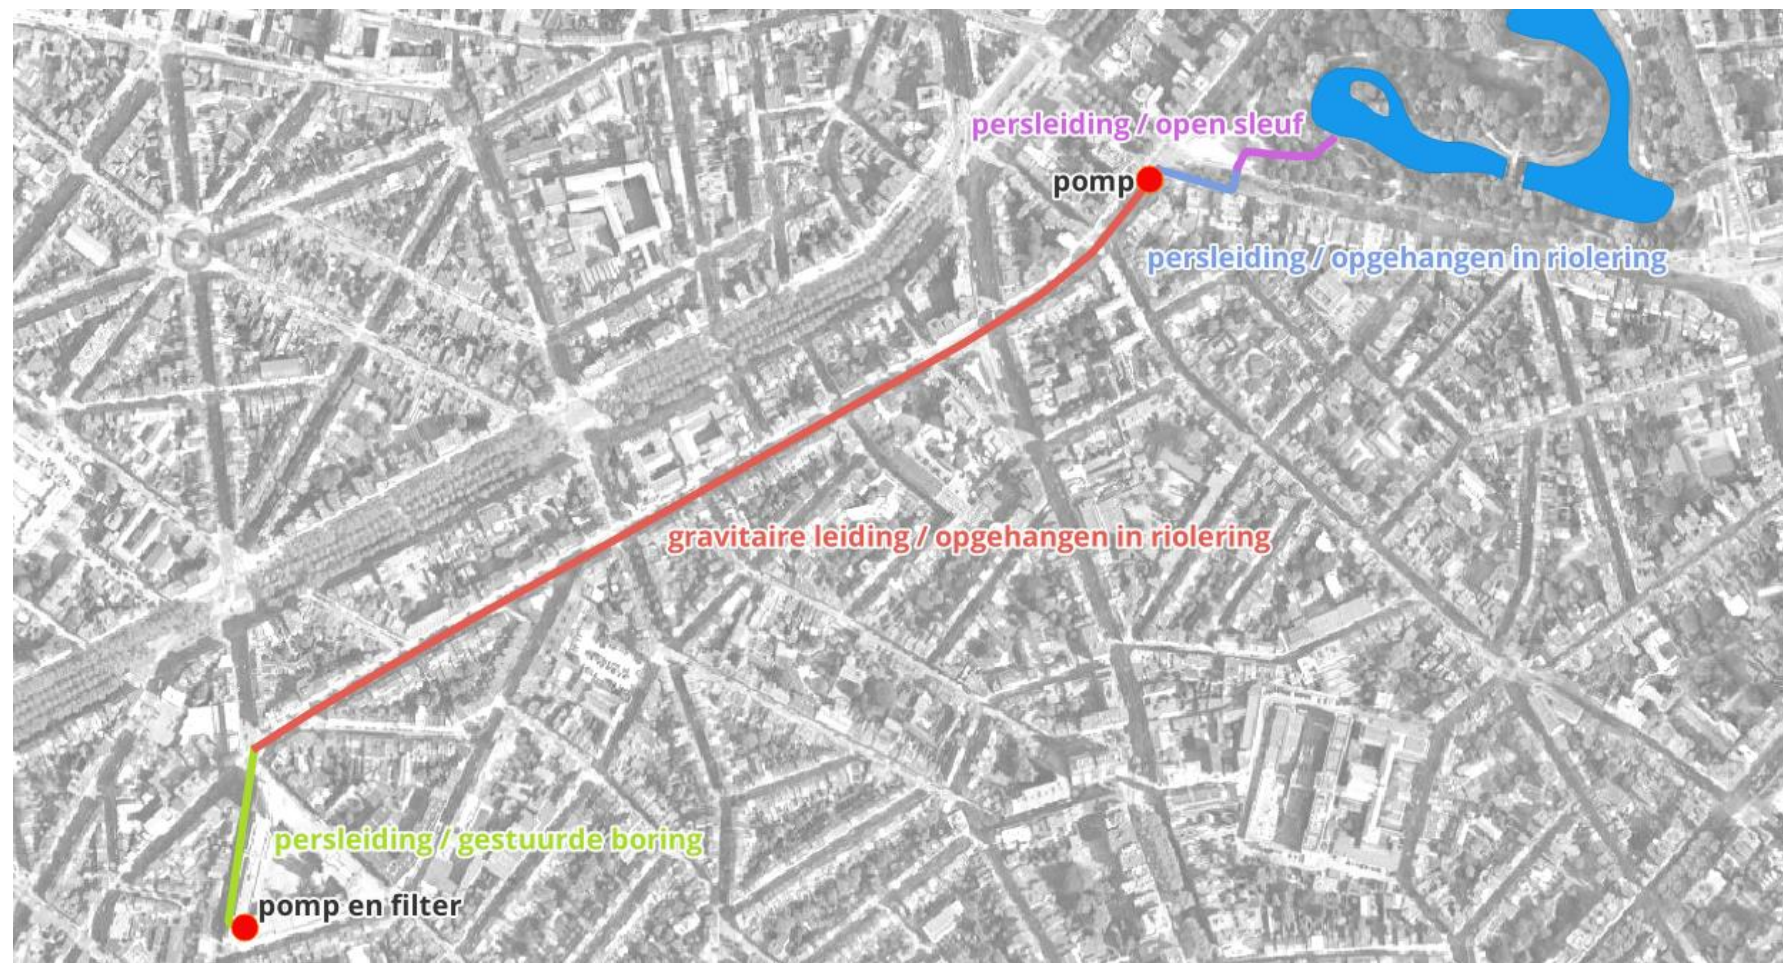 persleiding / open sleuf
pomp
persleiding / opgehangen in riolering
gravitaire leiding / opgehangen in riolering
persleiding / gestuurde boring
pomp en filter